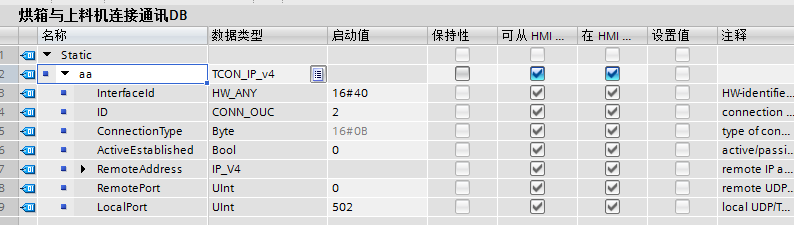 烘箱与上料机连接通讯DB
名称 数据类型 启动值 保持性 可从 HMI ... 在 HMI ... 设置值 注释
1 Static
2 aa TCON_IP_v4
3 InterfaceId HW_ANY 16#40 HW-identifie...
4 ID CONN_OUC 2 connection ...
5 ConnectionType Byte 16#0B type of con...
6 ActiveEstablished Bool 0 active/passi...
7 RemoteAddress IP_V4 remote IP a...
8 RemotePort UInt 0 remote UDP...
9 LocalPort UInt 502 local UDP/T...